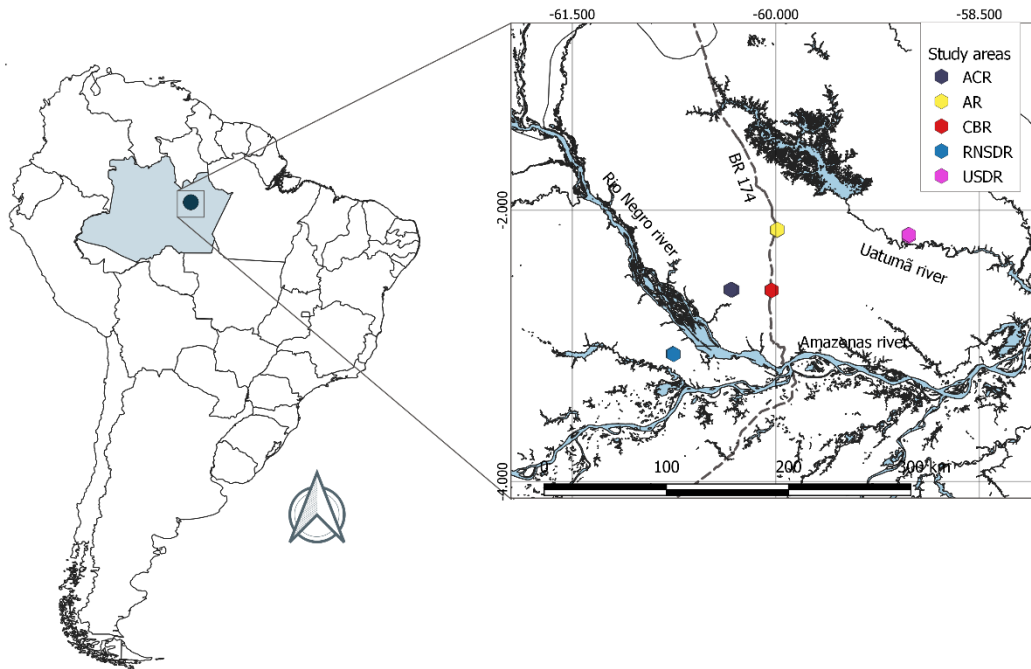 -61.500 -60.000 -58.500
Study areas
ACR
AR
CBR
RNSDR
USDR
BR 174
Rio Negro river
-2.000
Uatumã river
Amazonas river
0 100 200 300 km
-4.000